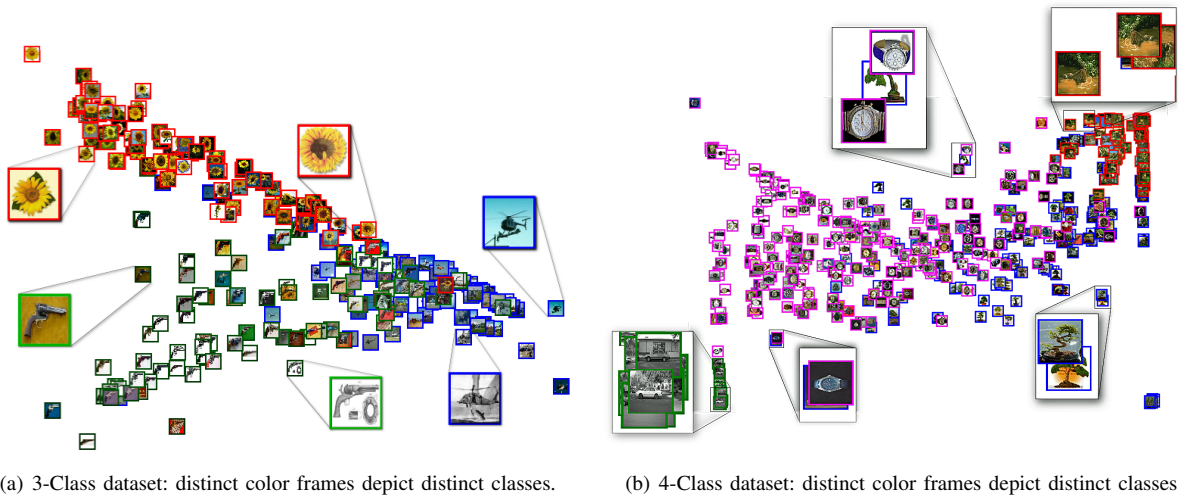 (a) 3-Class dataset: distinct color frames depict distinct classes.
(b) 4-Class dataset: distinct color frames depict distinct classes